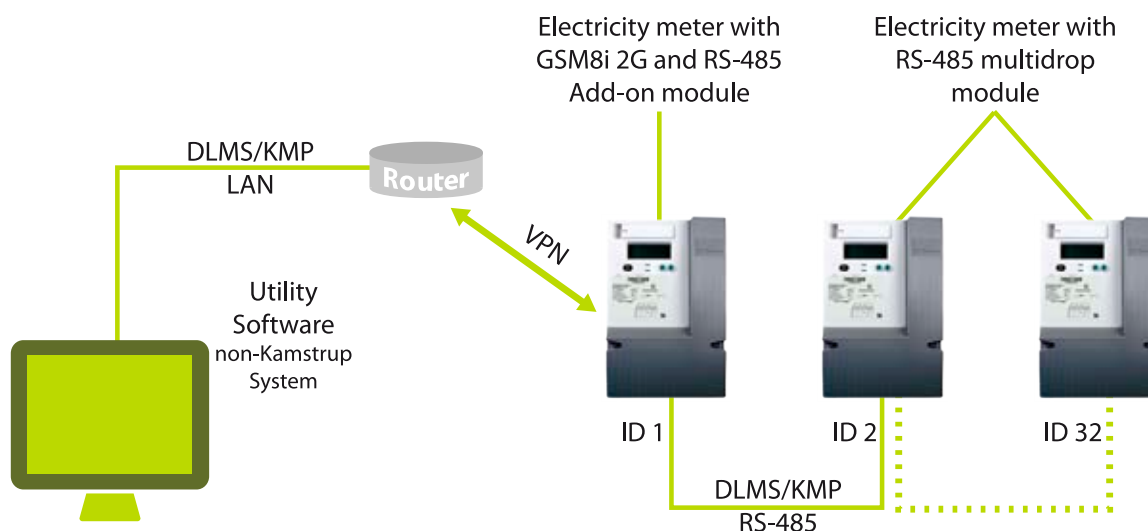 Electricity meter with
GSM8i 2G and RS-485
Add-on module
Electricity meter with
RS-485 multidrop
module
DLMS/KMP
LAN
Router
VPN
Utility
Software
non-Kamstrup
System
ID 1
ID 2
ID 32
DLMS/KMP
RS-485